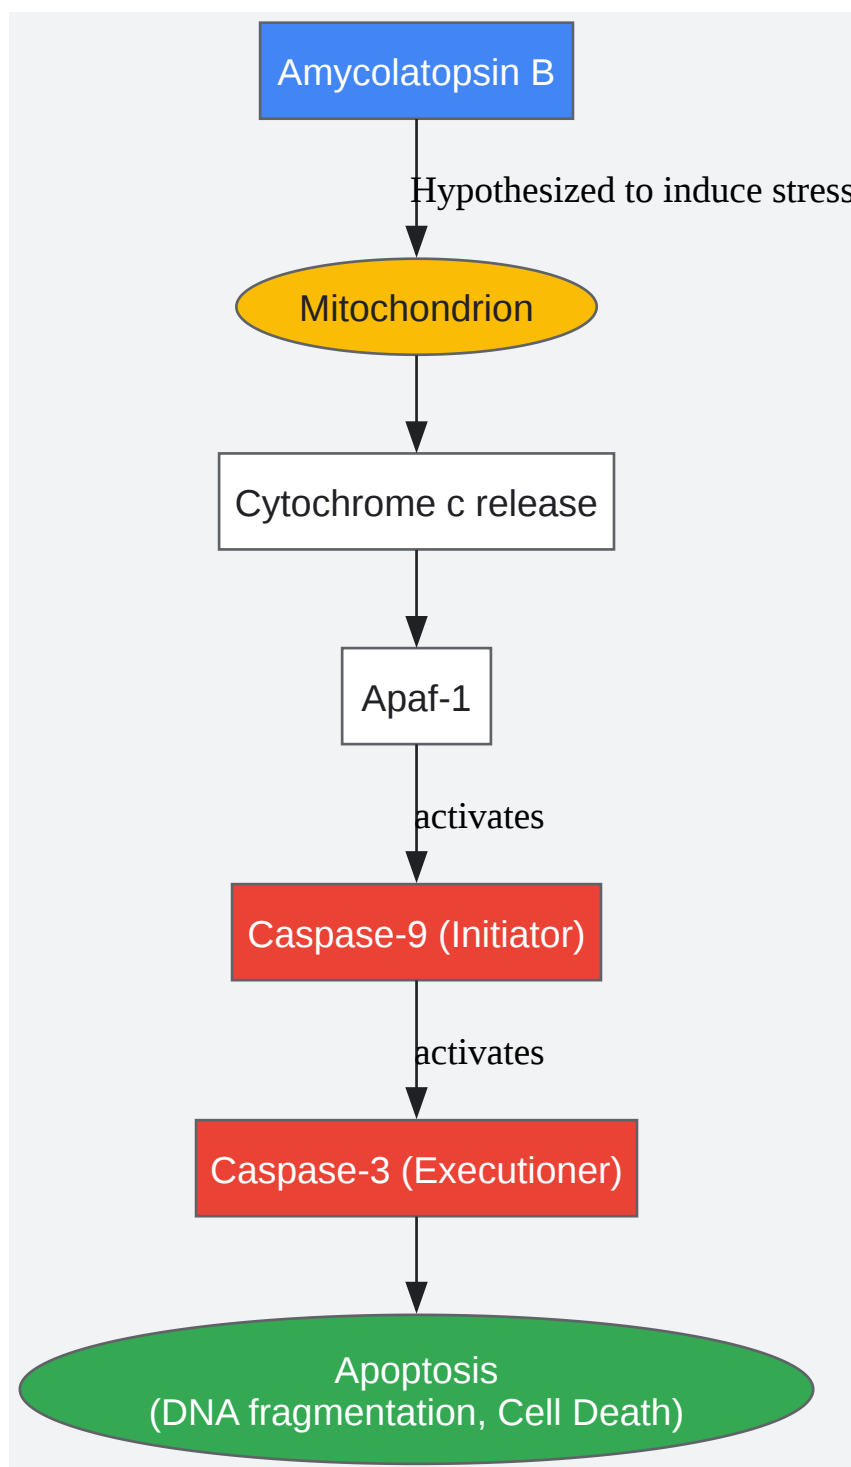 Amycolatopsin B
Hypothesized to induce stress
Mitochondrion
Cytochrome c release
Apaf-1
activates
Caspase-9 (Initiator)
activates
Caspase-3 (Executioner)
Apoptosis
(DNA fragmentation, Cell Death)